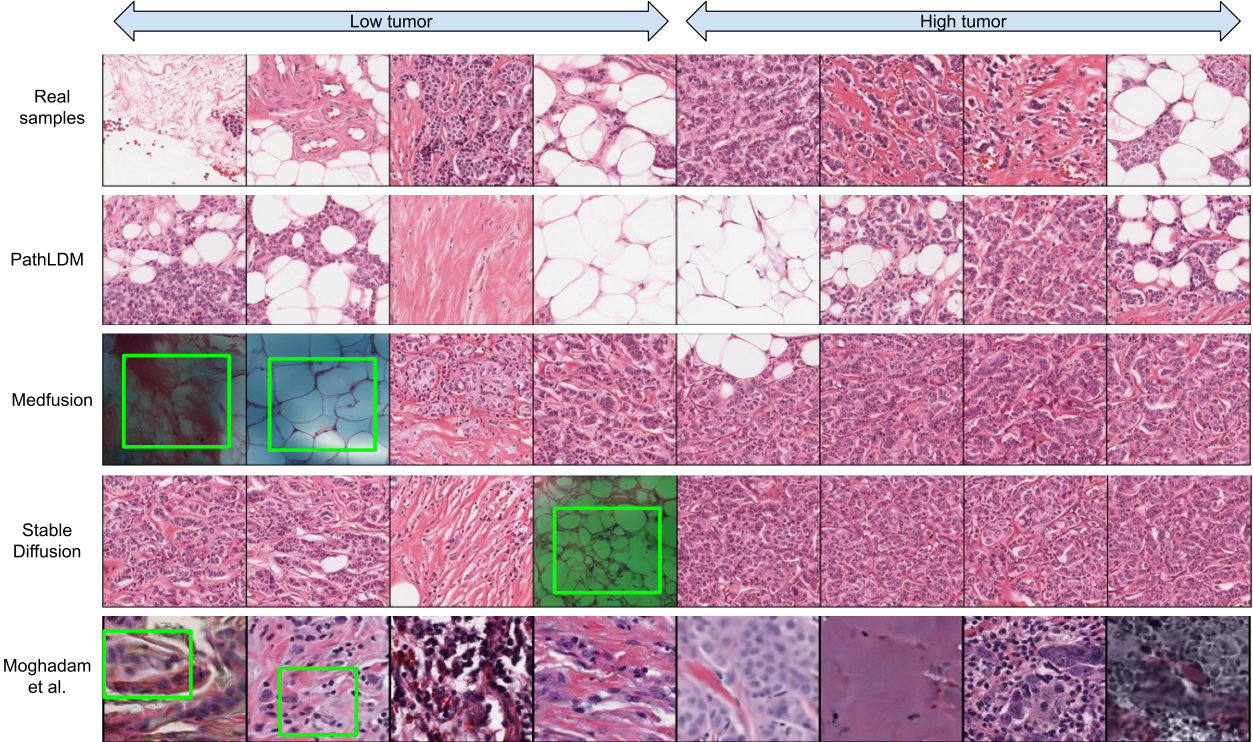 Low tumor
High tumor
Real
samples
PathLDM
Medfusion
Stable
Diffusion
Moghadam
et al.